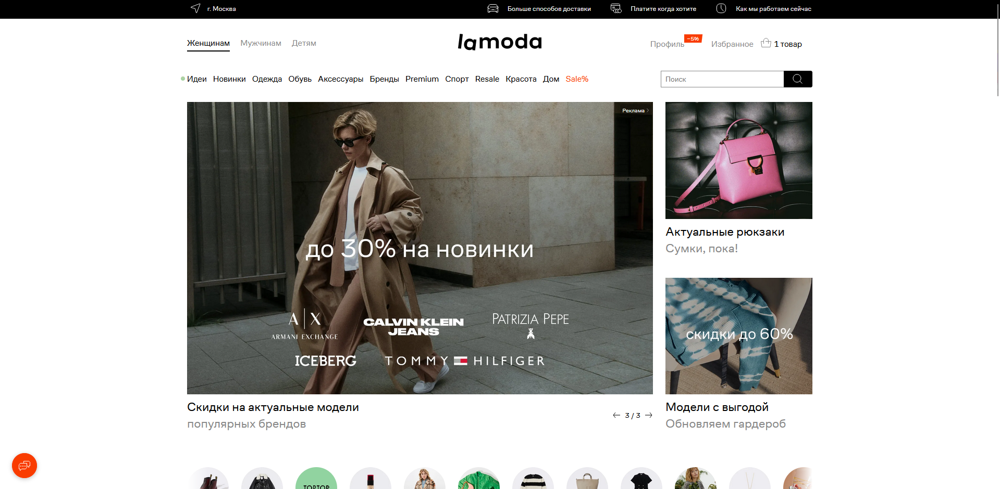 г. Москва
Больше способов доставки
Платите когда хотите
Как мы работаем сейчас
Женщинам
Мужчинам
Детям
lamoda
Профиль
−5%
Избранное
1 товар
Идеи
Новинки
Одежда
Обувь
Аксессуары
Бренды
Premium
Спорт
Resale
Красота
Дом
Sale%
Поиск
Реклама
до 30% на новинки
A|X
ARMANI EXCHANGE
CALVIN KLEIN
JEANS
PATRIZIA PEPE
ICEBERG
TOMMY HILFIGER
Скидки на актуальные модели
популярных брендов
3 / 3
Актуальные рюкзаки
Сумки, пока!
скидки до 60%
Модели с выгодой
Обновляем гардероб
TOPTOP